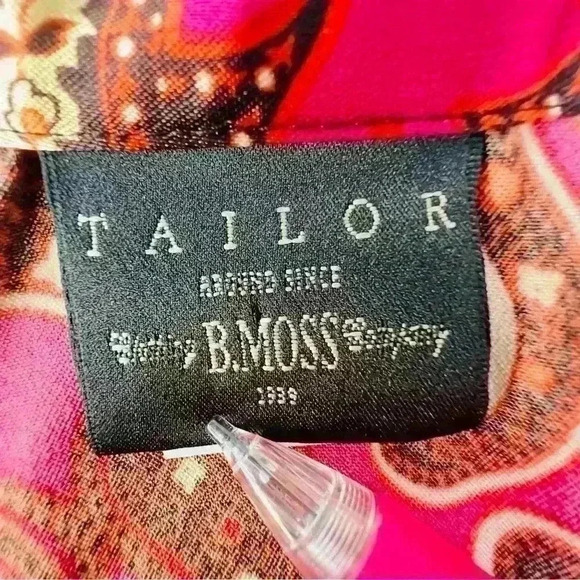 TAILOR
AROUND SINCE
B.MOSS
1939